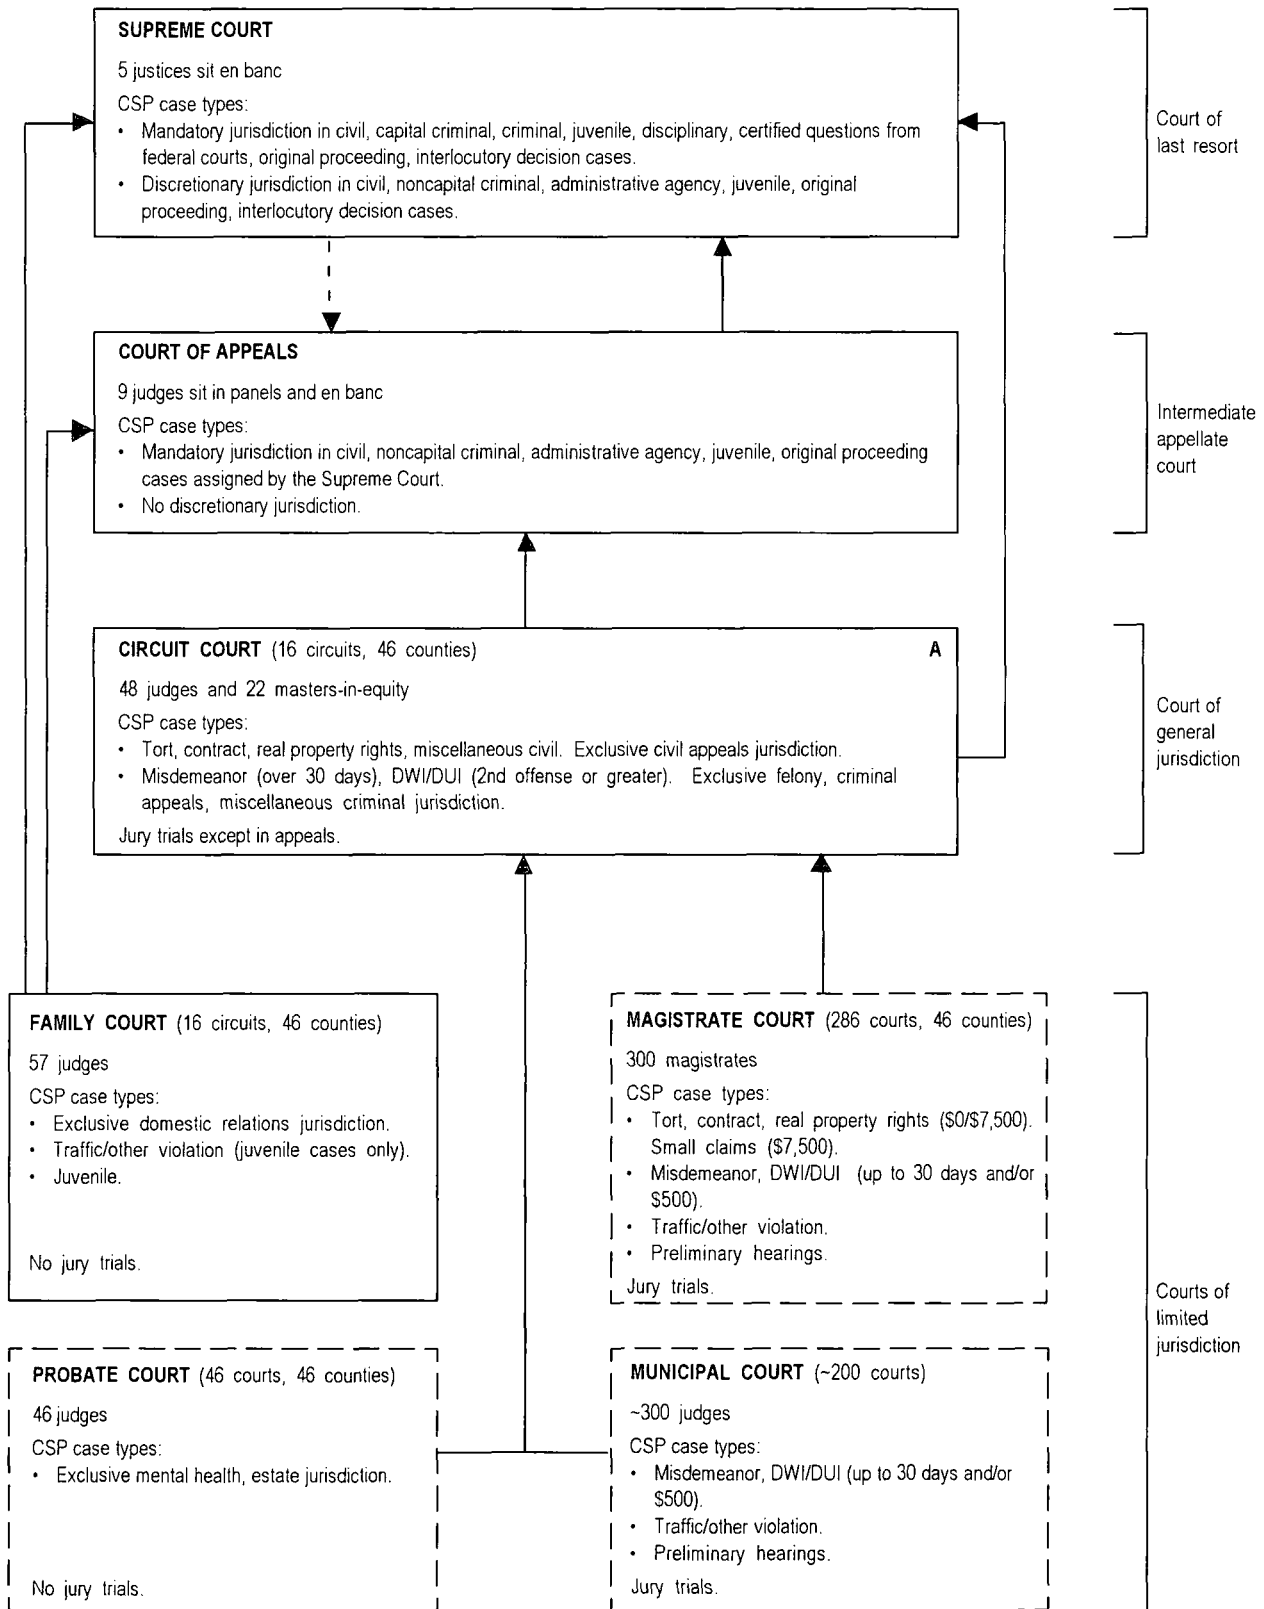 SUPREME COURT
5 justices sit en banc
CSP case types:
• Mandatory jurisdiction in civil, capital criminal, criminal, juvenile, disciplinary, certified questions from
federal courts, original proceeding, interlocutory decision cases.
• Discretionary jurisdiction in civil, noncapital criminal, administrative agency, juvenile, original
proceeding, interlocutory decision cases.
Court of
last resort
COURT OF APPEALS
9 judges sit in panels and en banc
CSP case types:
• Mandatory jurisdiction in civil, noncapital criminal, administrative agency, juvenile, original proceeding
cases assigned by the Supreme Court.
• No discretionary jurisdiction.
Intermediate
appellate
court
CIRCUIT COURT (16 circuits, 46 counties) A
48 judges and 22 masters-in-equity
CSP case types:
• Tort, contract, real property rights, miscellaneous civil. Exclusive civil appeals jurisdiction.
• Misdemeanor (over 30 days), DWI/DUI (2nd offense or greater). Exclusive felony, criminal
appeals, miscellaneous criminal jurisdiction.
Jury trials except in appeals.
Court of
general
jurisdiction
FAMILY COURT (16 circuits, 46 counties)
57 judges
CSP case types:
• Exclusive domestic relations jurisdiction.
• Traffic/other violation (juvenile cases only).
• Juvenile.
No jury trials.
MAGISTRATE COURT (286 courts, 46 counties)
300 magistrates
CSP case types:
• Tort, contract, real property rights ($0/$7,500).
Small claims ($7,500).
• Misdemeanor, DWI/DUI (up to 30 days and/or
$500).
• Traffic/other violation.
• Preliminary hearings.
Jury trials.
Courts of
limited
jurisdiction
PROBATE COURT (46 courts, 46 counties)
46 judges
CSP case types:
• Exclusive mental health, estate jurisdiction.
No jury trials.
MUNICIPAL COURT (~200 courts)
~300 judges
CSP case types:
• Misdemeanor, DWI/DUI (up to 30 days and/or
$500).
• Traffic/other violation.
• Preliminary hearings.
Jury trials.